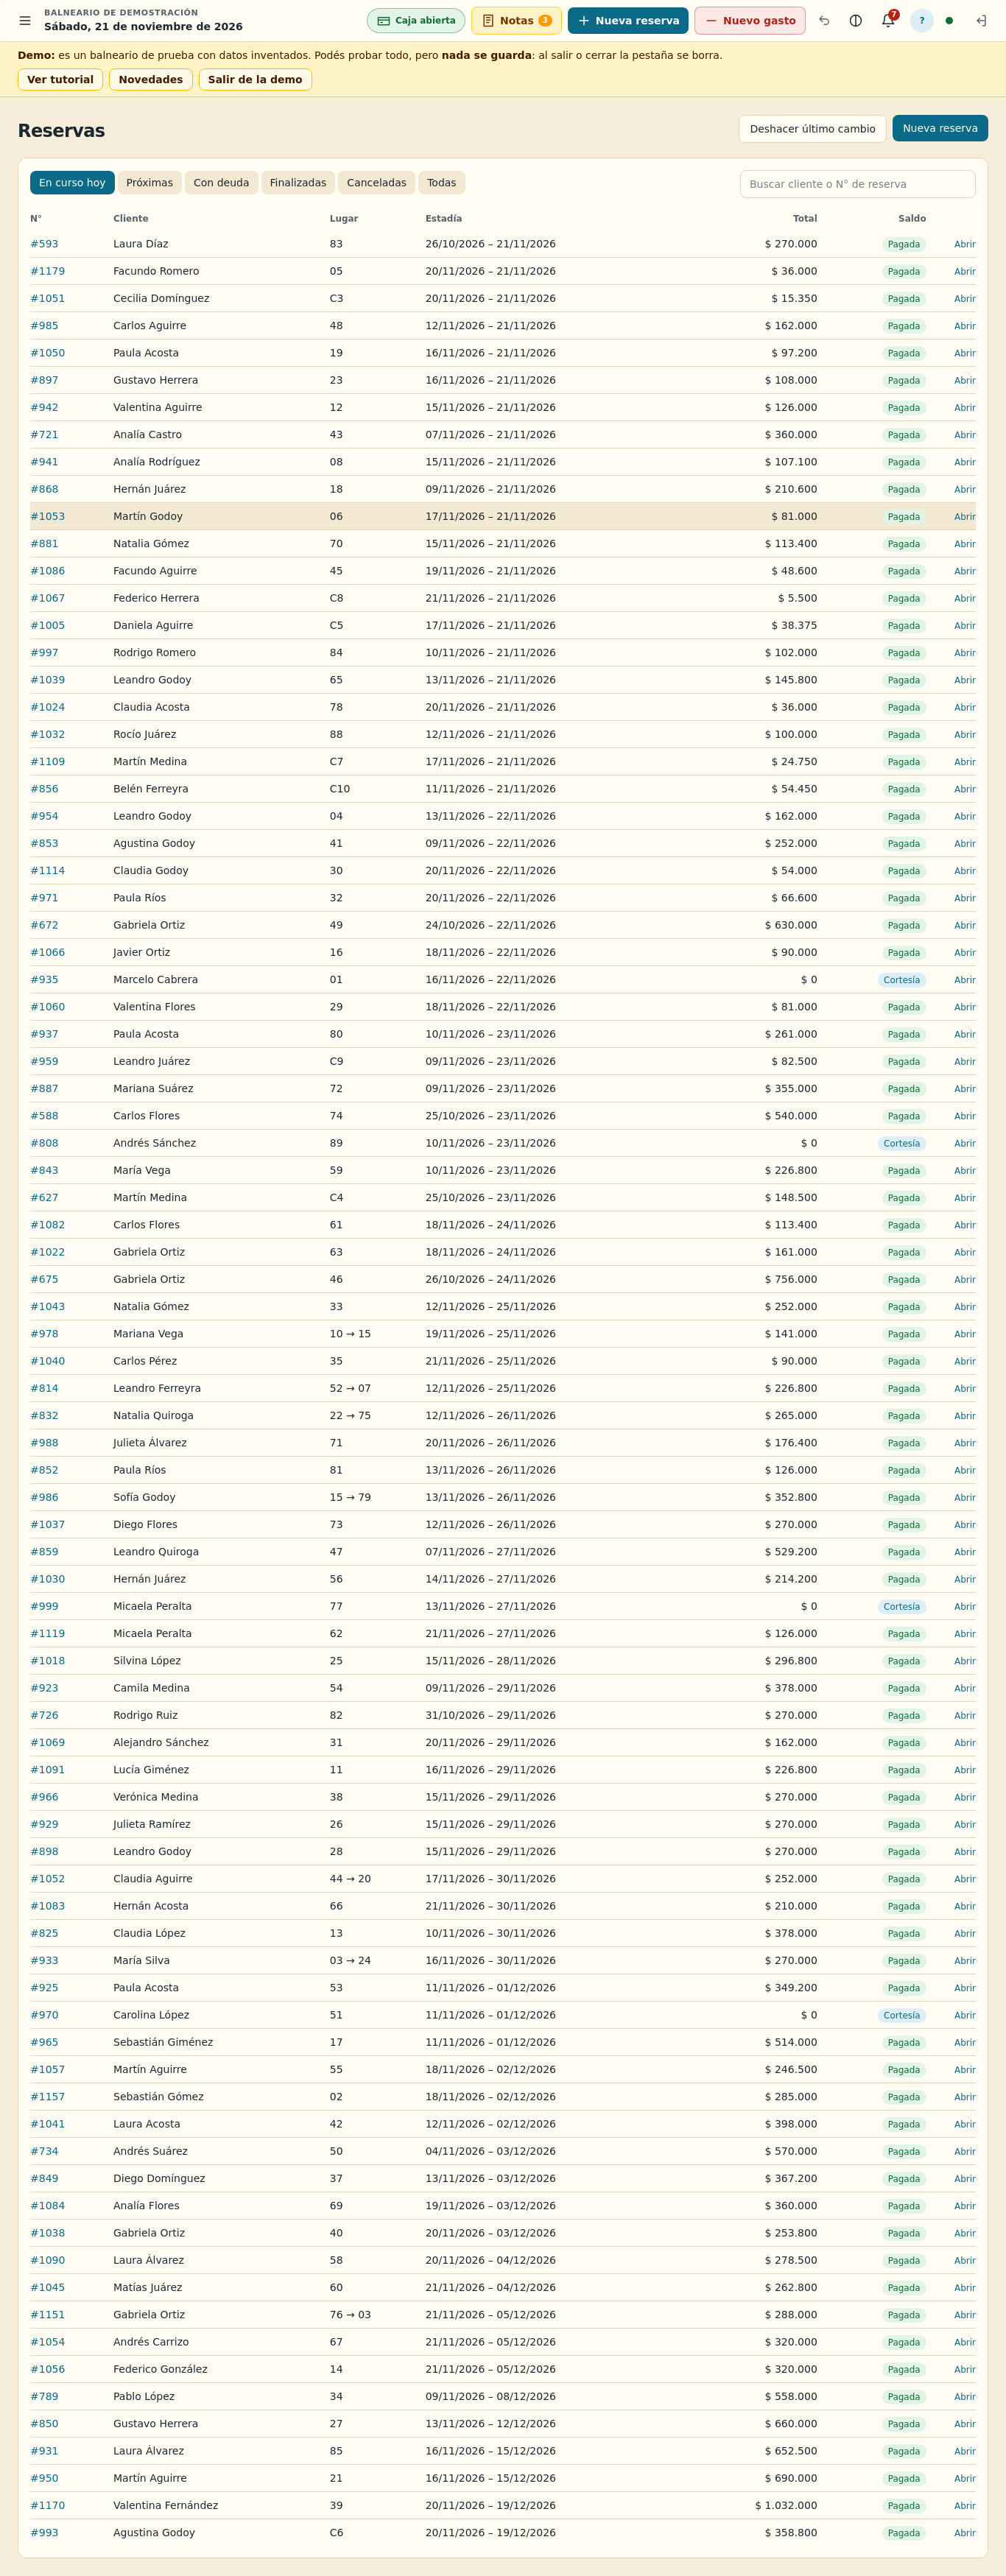 BALNEARIO DE DEMOSTRACIÓN
Sábado, 21 de noviembre de 2026
Caja abierta
Notas 3
Nueva reserva
Nuevo gasto
7
?
Demo: es un balneario de prueba con datos inventados. Podés probar todo, pero nada se guarda: al salir o cerrar la pestaña se borra.
Ver tutorial Novedades Salir de la demo
Reservas
Deshacer último cambio Nueva reserva
En curso hoy Próximas Con deuda Finalizadas Canceladas Todas Buscar cliente o N° de reserva
N° Cliente Lugar Estadía Total Saldo
#593 Laura Díaz 83 26/10/2026 – 21/11/2026 $ 270.000 Pagada Abrir
#1179 Facundo Romero 05 20/11/2026 – 21/11/2026 $ 36.000 Pagada Abrir
#1051 Cecilia Domínguez C3 20/11/2026 – 21/11/2026 $ 15.350 Pagada Abrir
#985 Carlos Aguirre 48 12/11/2026 – 21/11/2026 $ 162.000 Pagada Abrir
#1050 Paula Acosta 19 16/11/2026 – 21/11/2026 $ 97.200 Pagada Abrir
#897 Gustavo Herrera 23 16/11/2026 – 21/11/2026 $ 108.000 Pagada Abrir
#942 Valentina Aguirre 12 15/11/2026 – 21/11/2026 $ 126.000 Pagada Abrir
#721 Analía Castro 43 07/11/2026 – 21/11/2026 $ 360.000 Pagada Abrir
#941 Analía Rodríguez 08 15/11/2026 – 21/11/2026 $ 107.100 Pagada Abrir
#868 Hernán Juárez 18 09/11/2026 – 21/11/2026 $ 210.600 Pagada Abrir
#1053 Martín Godoy 06 17/11/2026 – 21/11/2026 $ 81.000 Pagada Abrir
#881 Natalia Gómez 70 15/11/2026 – 21/11/2026 $ 113.400 Pagada Abrir
#1086 Facundo Aguirre 45 19/11/2026 – 21/11/2026 $ 48.600 Pagada Abrir
#1067 Federico Herrera C8 21/11/2026 – 21/11/2026 $ 5.500 Pagada Abrir
#1005 Daniela Aguirre C5 17/11/2026 – 21/11/2026 $ 38.375 Pagada Abrir
#997 Rodrigo Romero 84 10/11/2026 – 21/11/2026 $ 102.000 Pagada Abrir
#1039 Leandro Godoy 65 13/11/2026 – 21/11/2026 $ 145.800 Pagada Abrir
#1024 Claudia Acosta 78 20/11/2026 – 21/11/2026 $ 36.000 Pagada Abrir
#1032 Rocío Juárez 88 12/11/2026 – 21/11/2026 $ 100.000 Pagada Abrir
#1109 Martín Medina C7 17/11/2026 – 21/11/2026 $ 24.750 Pagada Abrir
#856 Belén Ferreyra C10 11/11/2026 – 21/11/2026 $ 54.450 Pagada Abrir
#954 Leandro Godoy 04 13/11/2026 – 22/11/2026 $ 162.000 Pagada Abrir
#853 Agustina Godoy 41 09/11/2026 – 22/11/2026 $ 252.000 Pagada Abrir
#1114 Claudia Godoy 30 20/11/2026 – 22/11/2026 $ 54.000 Pagada Abrir
#971 Paula Ríos 32 20/11/2026 – 22/11/2026 $ 66.600 Pagada Abrir
#672 Gabriela Ortiz 49 24/10/2026 – 22/11/2026 $ 630.000 Pagada Abrir
#1066 Javier Ortiz 16 18/11/2026 – 22/11/2026 $ 90.000 Pagada Abrir
#935 Marcelo Cabrera 01 16/11/2026 – 22/11/2026 $ 0 Cortesía Abrir
#1060 Valentina Flores 29 18/11/2026 – 22/11/2026 $ 81.000 Pagada Abrir
#937 Paula Acosta 80 10/11/2026 – 23/11/2026 $ 261.000 Pagada Abrir
#959 Leandro Juárez C9 09/11/2026 – 23/11/2026 $ 82.500 Pagada Abrir
#887 Mariana Suárez 72 09/11/2026 – 23/11/2026 $ 355.000 Pagada Abrir
#588 Carlos Flores 74 25/10/2026 – 23/11/2026 $ 540.000 Pagada Abrir
#808 Andrés Sánchez 89 10/11/2026 – 23/11/2026 $ 0 Cortesía Abrir
#843 María Vega 59 10/11/2026 – 23/11/2026 $ 226.800 Pagada Abrir
#627 Martín Medina C4 25/10/2026 – 23/11/2026 $ 148.500 Pagada Abrir
#1082 Carlos Flores 61 18/11/2026 – 24/11/2026 $ 113.400 Pagada Abrir
#1022 Gabriela Ortiz 63 18/11/2026 – 24/11/2026 $ 161.000 Pagada Abrir
#675 Gabriela Ortiz 46 26/10/2026 – 24/11/2026 $ 756.000 Pagada Abrir
#1043 Natalia Gómez 33 12/11/2026 – 25/11/2026 $ 252.000 Pagada Abrir
#978 Mariana Vega 10 → 15 19/11/2026 – 25/11/2026 $ 141.000 Pagada Abrir
#1040 Carlos Pérez 35 21/11/2026 – 25/11/2026 $ 90.000 Pagada Abrir
#814 Leandro Ferreyra 52 → 07 12/11/2026 – 25/11/2026 $ 226.800 Pagada Abrir
#832 Natalia Quiroga 22 → 75 12/11/2026 – 26/11/2026 $ 265.000 Pagada Abrir
#988 Julieta Álvarez 71 20/11/2026 – 26/11/2026 $ 176.400 Pagada Abrir
#852 Paula Ríos 81 13/11/2026 – 26/11/2026 $ 126.000 Pagada Abrir
#986 Sofía Godoy 15 → 79 13/11/2026 – 26/11/2026 $ 352.800 Pagada Abrir
#1037 Diego Flores 73 12/11/2026 – 26/11/2026 $ 270.000 Pagada Abrir
#859 Leandro Quiroga 47 07/11/2026 – 27/11/2026 $ 529.200 Pagada Abrir
#1030 Hernán Juárez 56 14/11/2026 – 27/11/2026 $ 214.200 Pagada Abrir
#999 Micaela Peralta 77 13/11/2026 – 27/11/2026 $ 0 Cortesía Abrir
#1119 Micaela Peralta 62 21/11/2026 – 27/11/2026 $ 126.000 Pagada Abrir
#1018 Silvina López 25 15/11/2026 – 28/11/2026 $ 296.800 Pagada Abrir
#923 Camila Medina 54 09/11/2026 – 29/11/2026 $ 378.000 Pagada Abrir
#726 Rodrigo Ruiz 82 31/10/2026 – 29/11/2026 $ 270.000 Pagada Abrir
#1069 Alejandro Sánchez 31 20/11/2026 – 29/11/2026 $ 162.000 Pagada Abrir
#1091 Lucía Giménez 11 16/11/2026 – 29/11/2026 $ 226.800 Pagada Abrir
#966 Verónica Medina 38 15/11/2026 – 29/11/2026 $ 270.000 Pagada Abrir
#929 Julieta Ramírez 26 15/11/2026 – 29/11/2026 $ 270.000 Pagada Abrir
#898 Leandro Godoy 28 15/11/2026 – 29/11/2026 $ 270.000 Pagada Abrir
#1052 Claudia Aguirre 44 → 20 17/11/2026 – 30/11/2026 $ 252.000 Pagada Abrir
#1083 Hernán Acosta 66 21/11/2026 – 30/11/2026 $ 210.000 Pagada Abrir
#825 Claudia López 13 10/11/2026 – 30/11/2026 $ 378.000 Pagada Abrir
#933 María Silva 03 → 24 16/11/2026 – 30/11/2026 $ 270.000 Pagada Abrir
#925 Paula Acosta 53 11/11/2026 – 01/12/2026 $ 349.200 Pagada Abrir
#970 Carolina López 51 11/11/2026 – 01/12/2026 $ 0 Cortesía Abrir
#965 Sebastián Giménez 17 11/11/2026 – 01/12/2026 $ 514.000 Pagada Abrir
#1057 Martín Aguirre 55 18/11/2026 – 02/12/2026 $ 246.500 Pagada Abrir
#1157 Sebastián Gómez 02 18/11/2026 – 02/12/2026 $ 285.000 Pagada Abrir
#1041 Laura Acosta 42 12/11/2026 – 02/12/2026 $ 398.000 Pagada Abrir
#734 Andrés Suárez 50 04/11/2026 – 03/12/2026 $ 570.000 Pagada Abrir
#849 Diego Domínguez 37 13/11/2026 – 03/12/2026 $ 367.200 Pagada Abrir
#1084 Analía Flores 69 19/11/2026 – 03/12/2026 $ 360.000 Pagada Abrir
#1038 Gabriela Ortiz 40 20/11/2026 – 03/12/2026 $ 253.800 Pagada Abrir
#1090 Laura Álvarez 58 20/11/2026 – 04/12/2026 $ 278.500 Pagada Abrir
#1045 Matías Juárez 60 21/11/2026 – 04/12/2026 $ 262.800 Pagada Abrir
#1151 Gabriela Ortiz 76 → 03 21/11/2026 – 05/12/2026 $ 288.000 Pagada Abrir
#1054 Andrés Carrizo 67 21/11/2026 – 05/12/2026 $ 320.000 Pagada Abrir
#1056 Federico González 14 21/11/2026 – 05/12/2026 $ 320.000 Pagada Abrir
#789 Pablo López 34 09/11/2026 – 08/12/2026 $ 558.000 Pagada Abrir
#850 Gustavo Herrera 27 13/11/2026 – 12/12/2026 $ 660.000 Pagada Abrir
#931 Laura Álvarez 85 16/11/2026 – 15/12/2026 $ 652.500 Pagada Abrir
#950 Martín Aguirre 21 16/11/2026 – 15/12/2026 $ 690.000 Pagada Abrir
#1170 Valentina Fernández 39 20/11/2026 – 19/12/2026 $ 1.032.000 Pagada Abrir
#993 Agustina Godoy C6 20/11/2026 – 19/12/2026 $ 358.800 Pagada Abrir